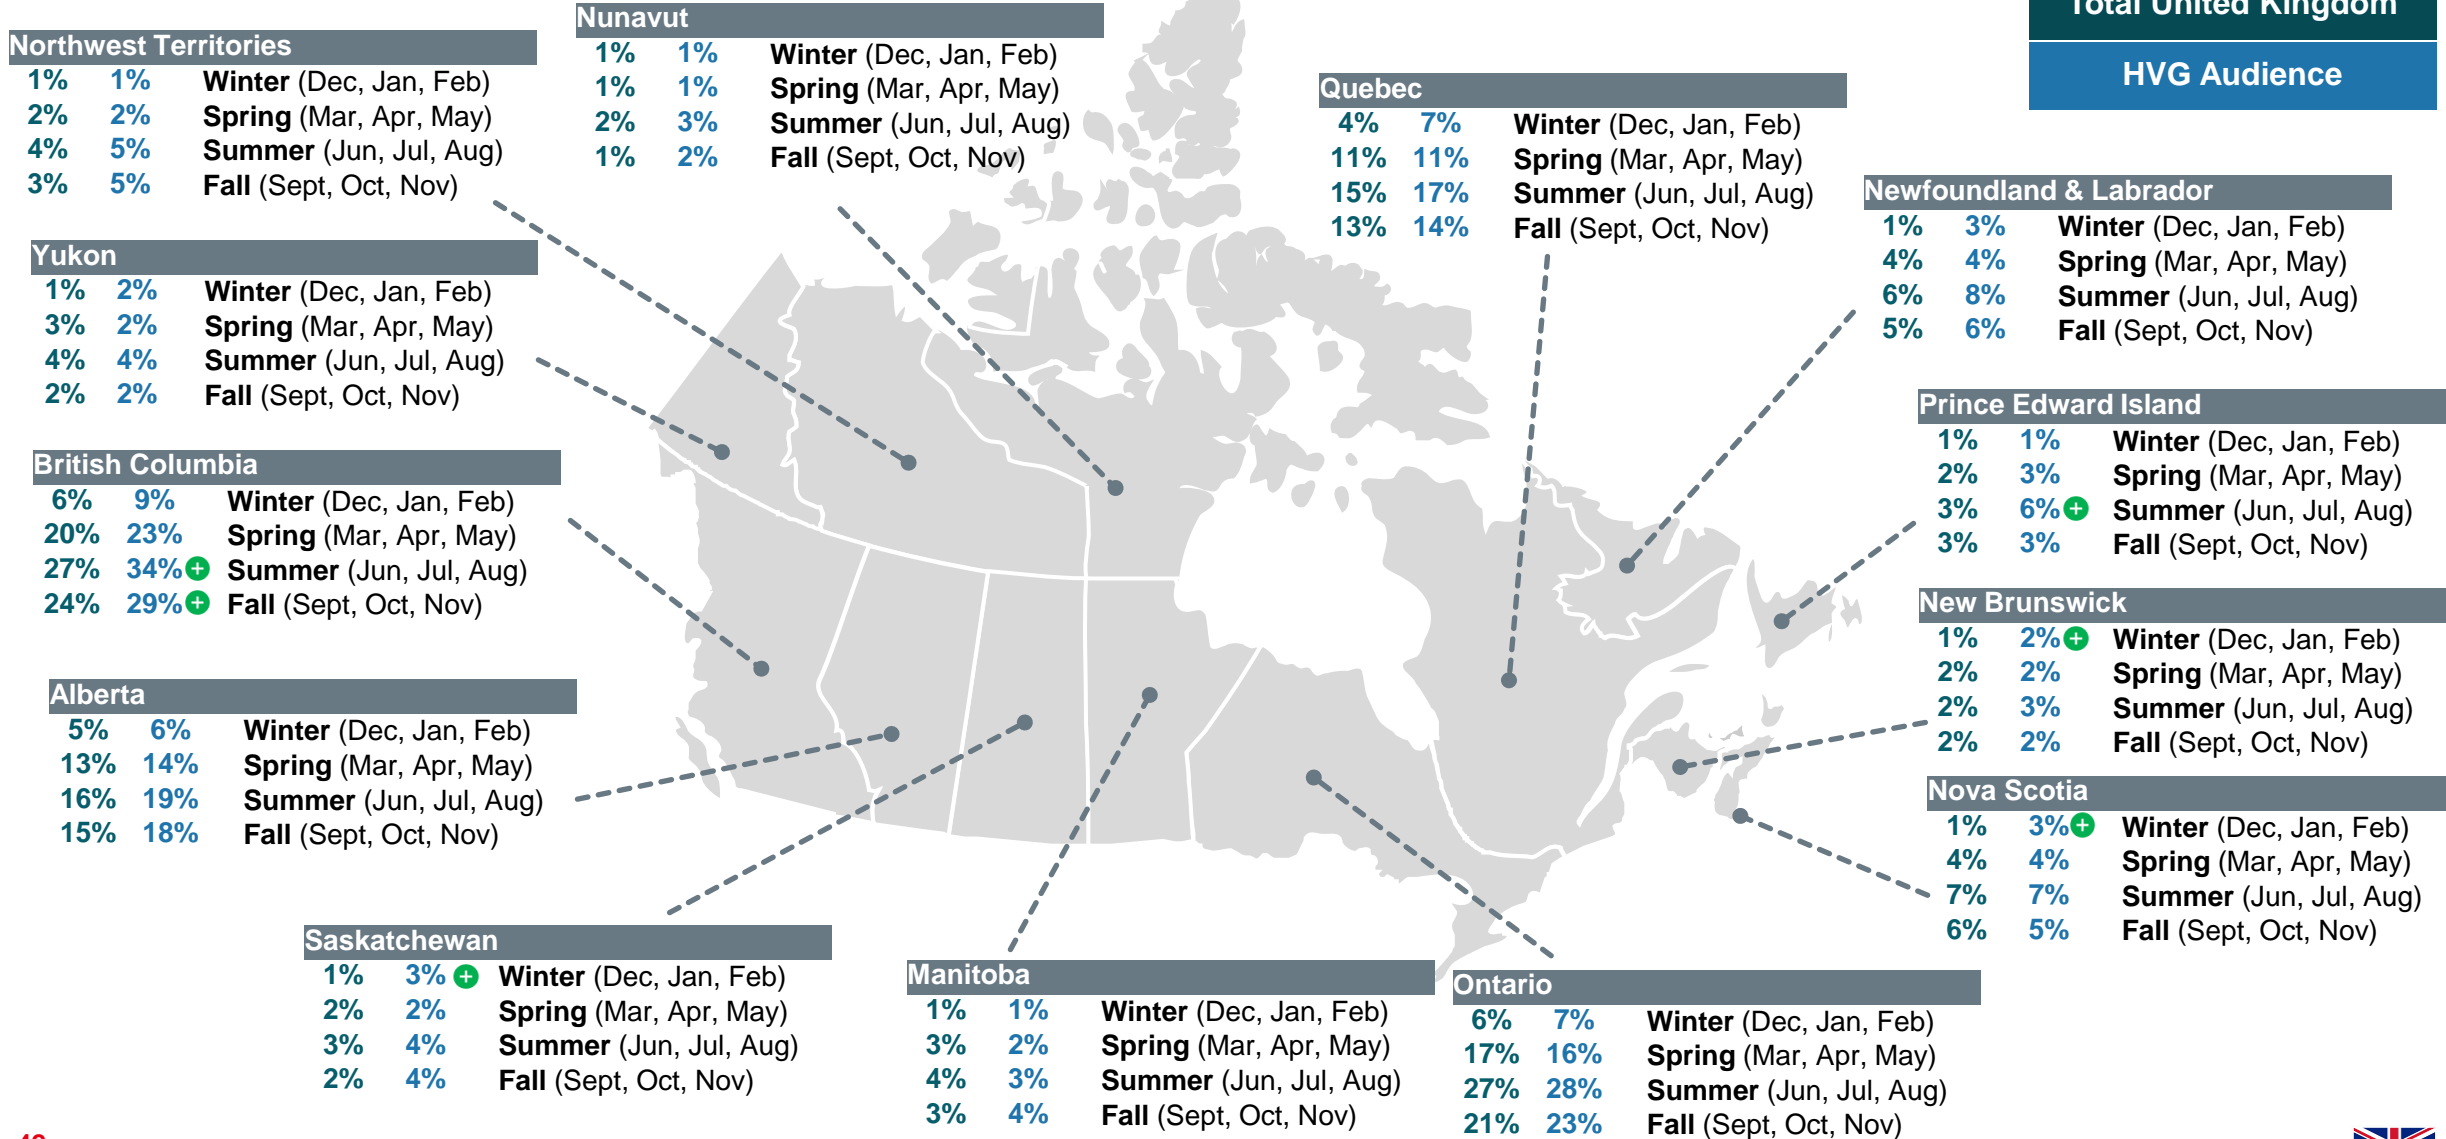 Total United Kingdom
HVG Audience
Nunavut
1% 1% Winter (Dec, Jan, Feb)
1% 1% Spring (Mar, Apr, May)
2% 3% Summer (Jun, Jul, Aug)
1% 2% Fall (Sept, Oct, Nov)
Northwest Territories
1% 1% Winter (Dec, Jan, Feb)
2% 2% Spring (Mar, Apr, May)
4% 5% Summer (Jun, Jul, Aug)
3% 5% Fall (Sept, Oct, Nov)
Quebec
4% 7% Winter (Dec, Jan, Feb)
11% 11% Spring (Mar, Apr, May)
15% 17% Summer (Jun, Jul, Aug)
13% 14% Fall (Sept, Oct, Nov)
Newfoundland & Labrador
1% 3% Winter (Dec, Jan, Feb)
4% 4% Spring (Mar, Apr, May)
6% 8% Summer (Jun, Jul, Aug)
5% 6% Fall (Sept, Oct, Nov)
Yukon
1% 2% Winter (Dec, Jan, Feb)
3% 2% Spring (Mar, Apr, May)
4% 4% Summer (Jun, Jul, Aug)
2% 2% Fall (Sept, Oct, Nov)
Prince Edward Island
1% 1% Winter (Dec, Jan, Feb)
2% 3% Spring (Mar, Apr, May)
3% 6% + Summer (Jun, Jul, Aug)
3% 3% Fall (Sept, Oct, Nov)
British Columbia
6% 9% Winter (Dec, Jan, Feb)
20% 23% Spring (Mar, Apr, May)
27% 34% + Summer (Jun, Jul, Aug)
24% 29% + Fall (Sept, Oct, Nov)
New Brunswick
1% 2% + Winter (Dec, Jan, Feb)
2% 2% Spring (Mar, Apr, May)
2% 3% Summer (Jun, Jul, Aug)
2% 2% Fall (Sept, Oct, Nov)
Alberta
5% 6% Winter (Dec, Jan, Feb)
13% 14% Spring (Mar, Apr, May)
16% 19% Summer (Jun, Jul, Aug)
15% 18% Fall (Sept, Oct, Nov)
Nova Scotia
1% 3% + Winter (Dec, Jan, Feb)
4% 4% Spring (Mar, Apr, May)
7% 7% Summer (Jun, Jul, Aug)
6% 5% Fall (Sept, Oct, Nov)
Saskatchewan
1% 3% + Winter (Dec, Jan, Feb)
2% 2% Spring (Mar, Apr, May)
3% 4% Summer (Jun, Jul, Aug)
2% 4% Fall (Sept, Oct, Nov)
Manitoba
1% 1% Winter (Dec, Jan, Feb)
3% 2% Spring (Mar, Apr, May)
4% 3% Summer (Jun, Jul, Aug)
3% 4% Fall (Sept, Oct, Nov)
Ontario
6% 7% Winter (Dec, Jan, Feb)
17% 16% Spring (Mar, Apr, May)
27% 28% Summer (Jun, Jul, Aug)
21% 23% Fall (Sept, Oct, Nov)